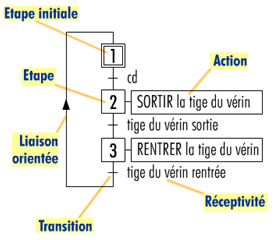 Etape initiale
1
cd
Action
Etape
2
SORTIR la tige du vérin
tige du vérin sortie
Liaison
orientée
3
RENTRER la tige du vérin
tige du vérin rentrée
Réceptivité
Transition